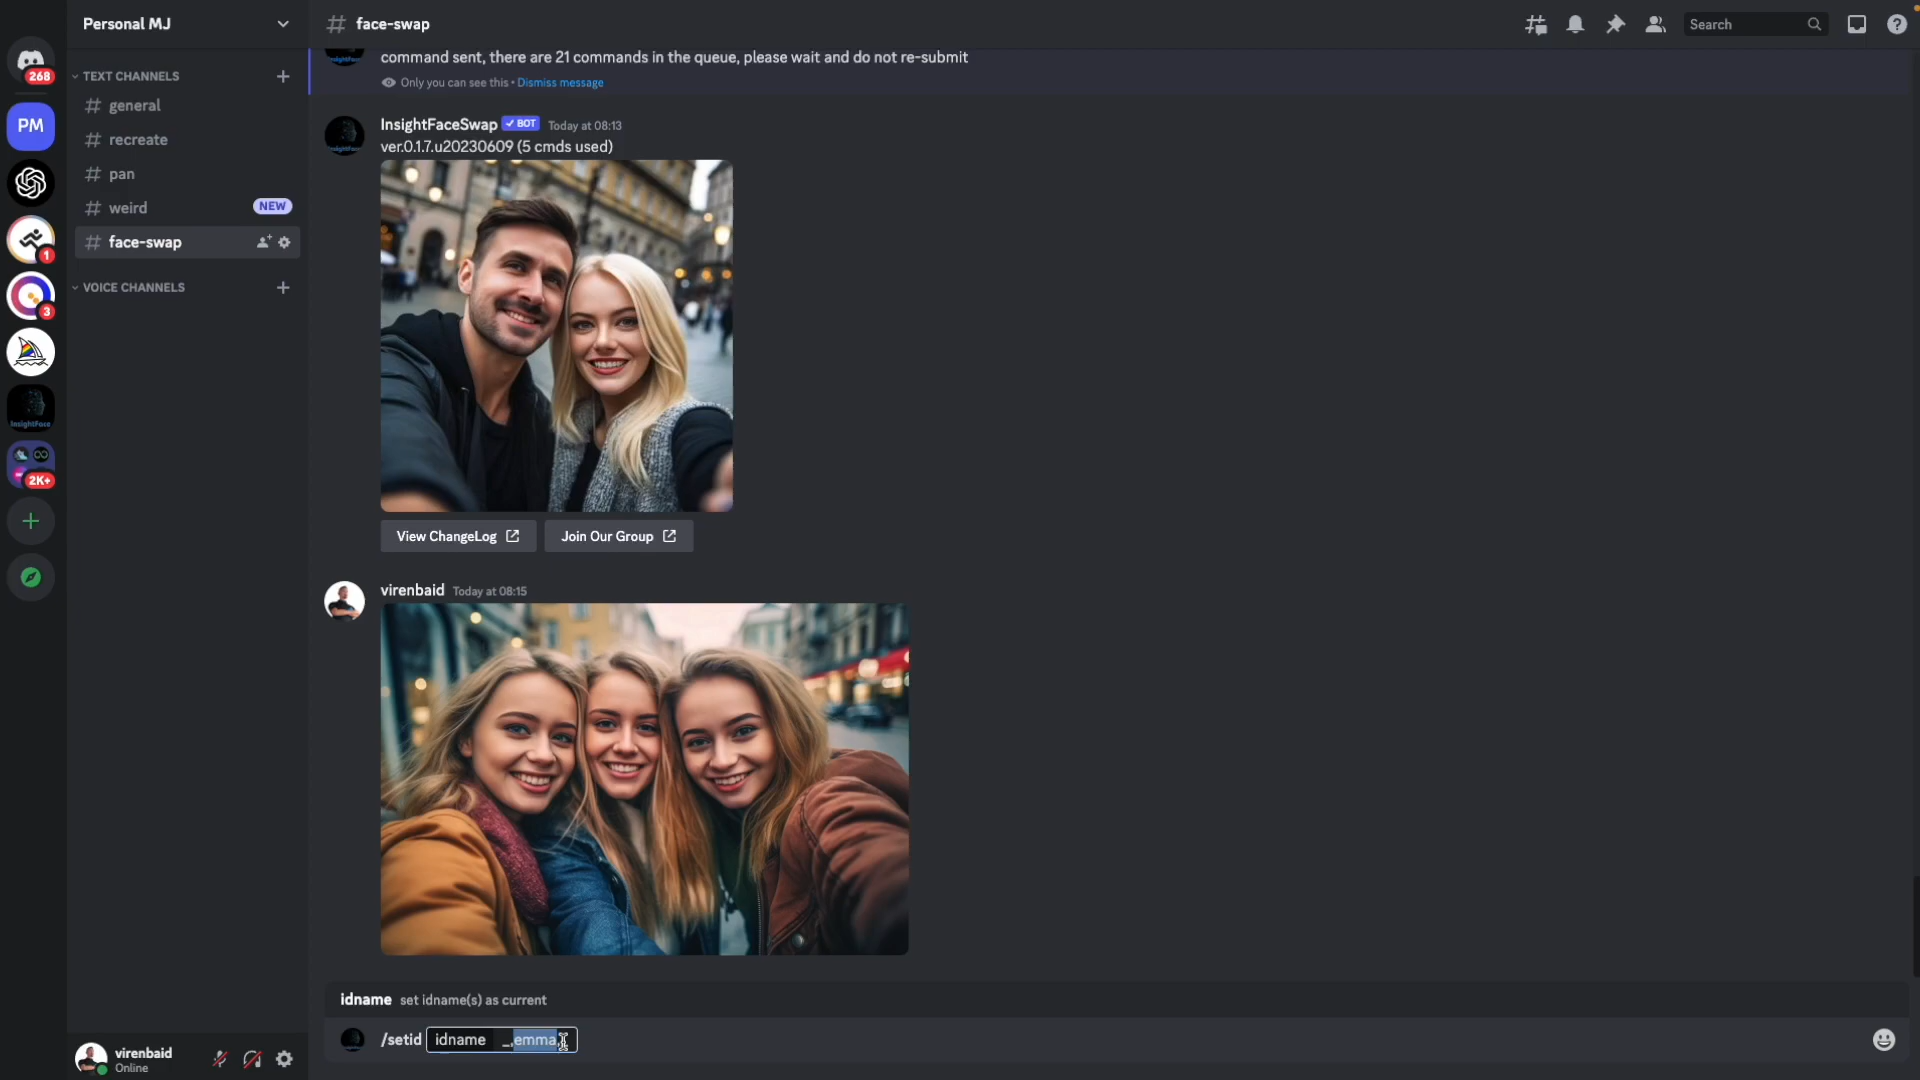 Personal MJ
face-swap
Search
268
TEXT CHANNELS
general
recreate
pan
weird
NEW
face-swap
VOICE CHANNELS
PM
1
3
InsightFace
2K+
virenbaid
Online
command sent, there are 21 commands in the queue, please wait and do not re-submit
Only you can see this • Dismiss message
InsightFaceSwap ✓ BOT Today at 08:13
ver.0.1.7.u20230609 (5 cmds used)
View ChangeLog
Join Our Group
virenbaid Today at 08:15
idname set idname(s) as current
/setid idname _,emma,